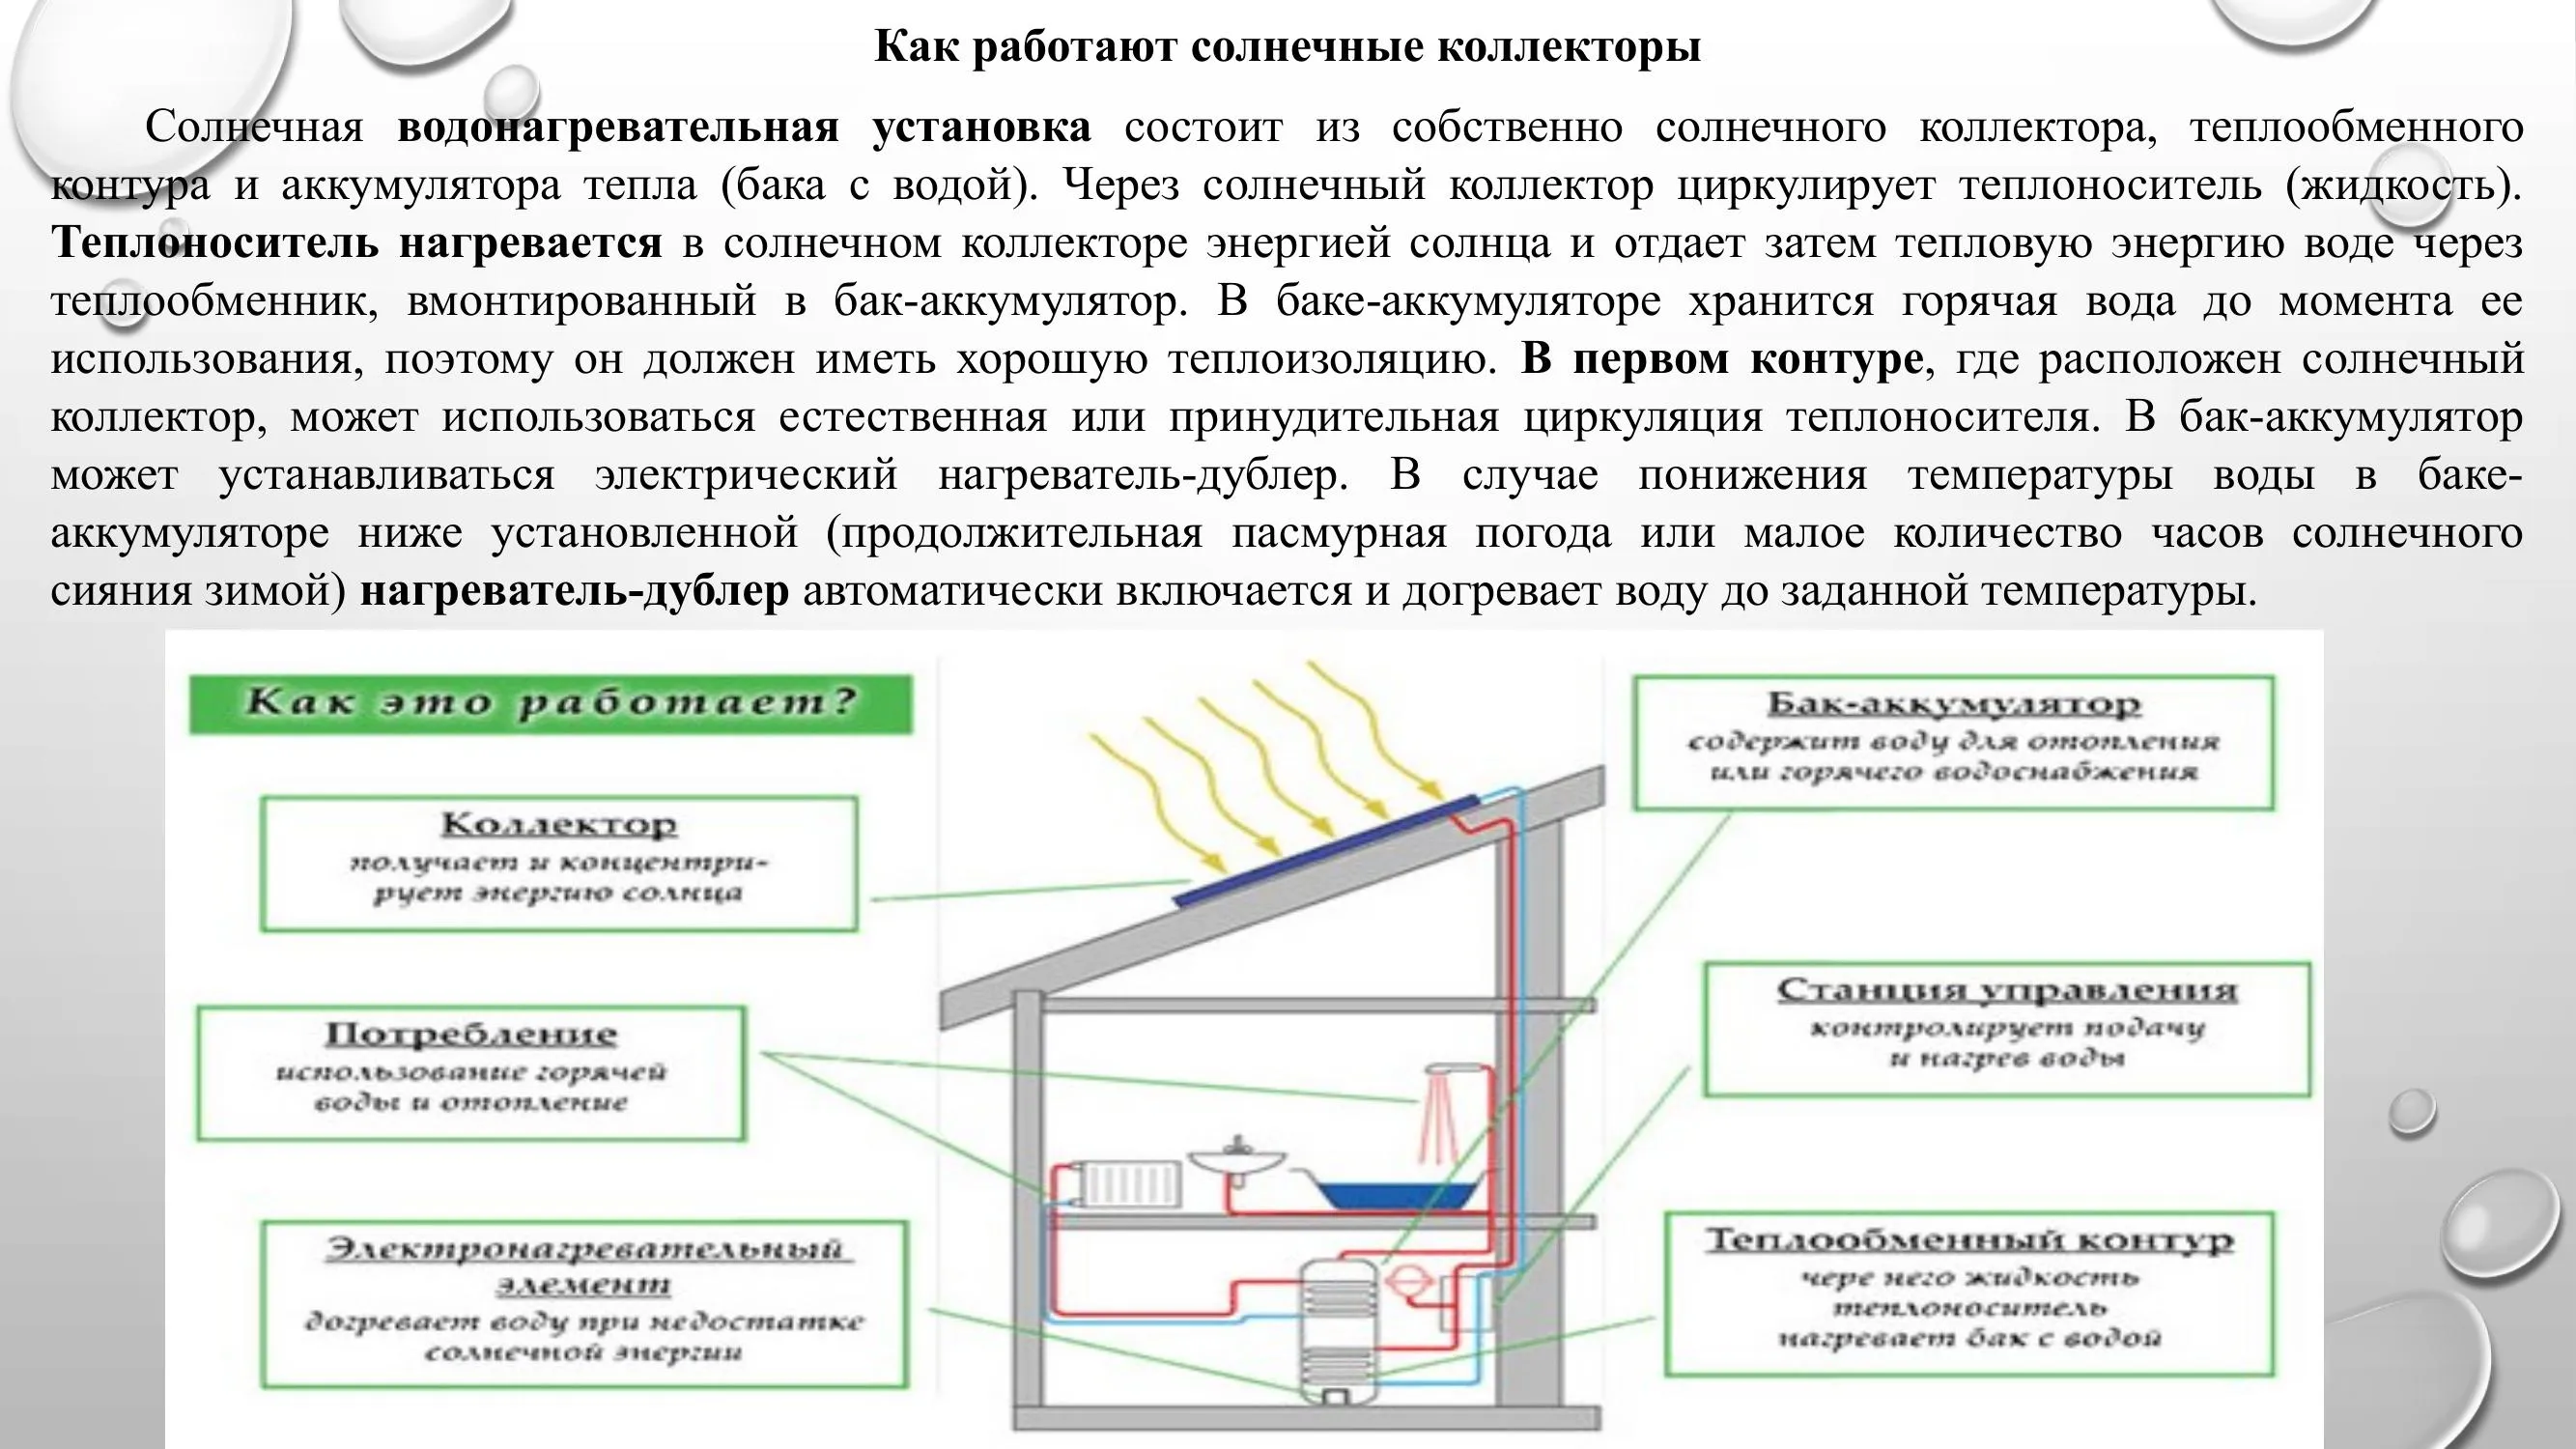 Как работают солнечные коллекторы
Солнечная водонагревательная установка состоит из собственно солнечного коллектора, теплообменного
контура и аккумулятора тепла (бака с водой). Через солнечный коллектор циркулирует теплоноситель (жидкость).
Теплоноситель нагревается в солнечном коллекторе энергией солнца и отдает затем тепловую энергию воде через
теплообменник, вмонтированный в бак-аккумулятор. В баке-аккумуляторе хранится горячая вода до момента ее
использования, поэтому он должен иметь хорошую теплоизоляцию. В первом контуре, где расположен солнечный
коллектор, может использоваться естественная или принудительная циркуляция теплоносителя. В бак-аккумулятор
может устанавливаться электрический нагреватель-дублер. В случае понижения температуры воды в баке-
аккумуляторе ниже установленной (продолжительная пасмурная погода или малое количество часов солнечного
сияния зимой) нагреватель-дублер автоматически включается и догревает воду до заданной температуры.
Как это работает?
Коллектор
получает и концентри-
рует энергию солнца
Потребление
использование горячей
воды и отопление
Электронагревательный
элемент
догревает воду при недостатке
солнечной энергии
Бак-аккумулятор
содержит воду для отопления
или горячего водоснабжения
Станция управления
контролирует подачу
и нагрев воды
Теплообменный контур
чере него жидкость
теплоноситель
нагревает бак с водой